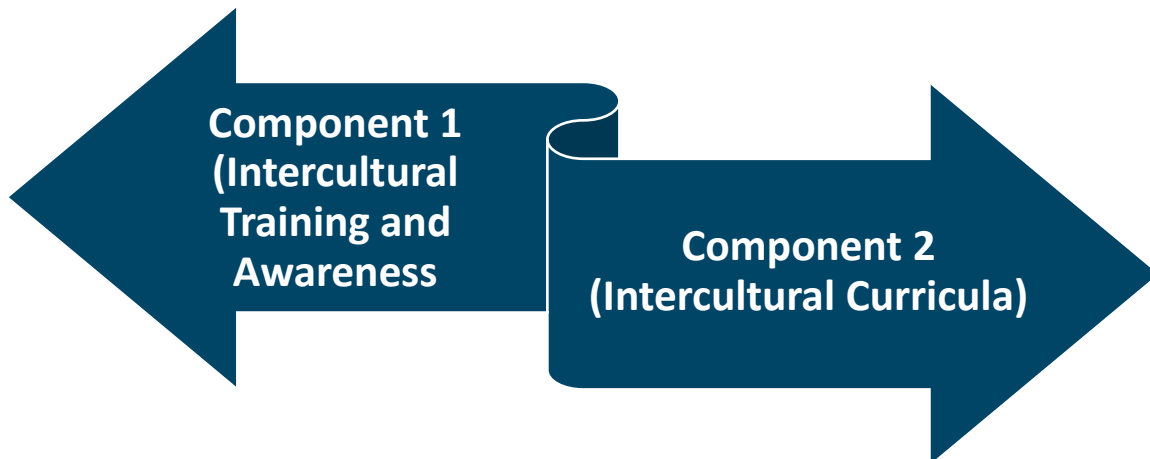 Component 1
(Intercultural
Training and
Awareness
Component 2
(Intercultural Curricula)